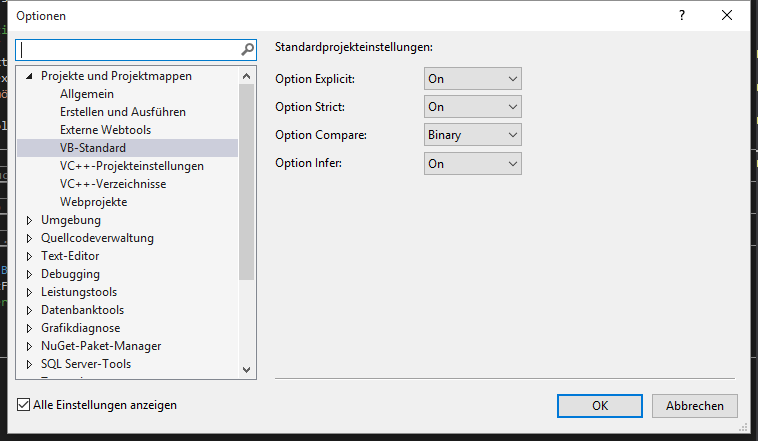 Optionen
?
Standardprojekteinstellungen:
Projekte und Projektmappen
Allgemein
Erstellen und Ausführen
Externe Webtools
VB-Standard
VC++-Projekteinstellungen
VC++-Verzeichnisse
Webprojekte
Umgebung
Quellcodeverwaltung
Text-Editor
Debugging
Leistungstools
Datenbanktools
Grafikdiagnose
NuGet-Paket-Manager
SQL Server-Tools
Option Explicit: On
Option Strict: On
Option Compare: Binary
Option Infer: On
Alle Einstellungen anzeigen
OK
Abbrechen